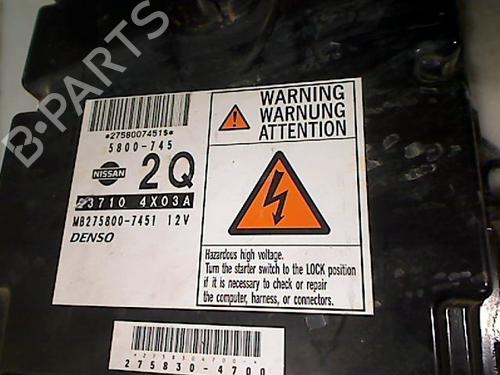 B-PARTS
*2758007451$*
5800-745
NISSAN
2Q
23710 4X03A
MB275800-7451 12V
DENSO
WARNING
WARNUNG
ATTENTION
Hazardous high voltage.
Turn the starter switch to the LOCK position
if it is necessary to check or repair
the computer, harness, or connectors.
275830-4700